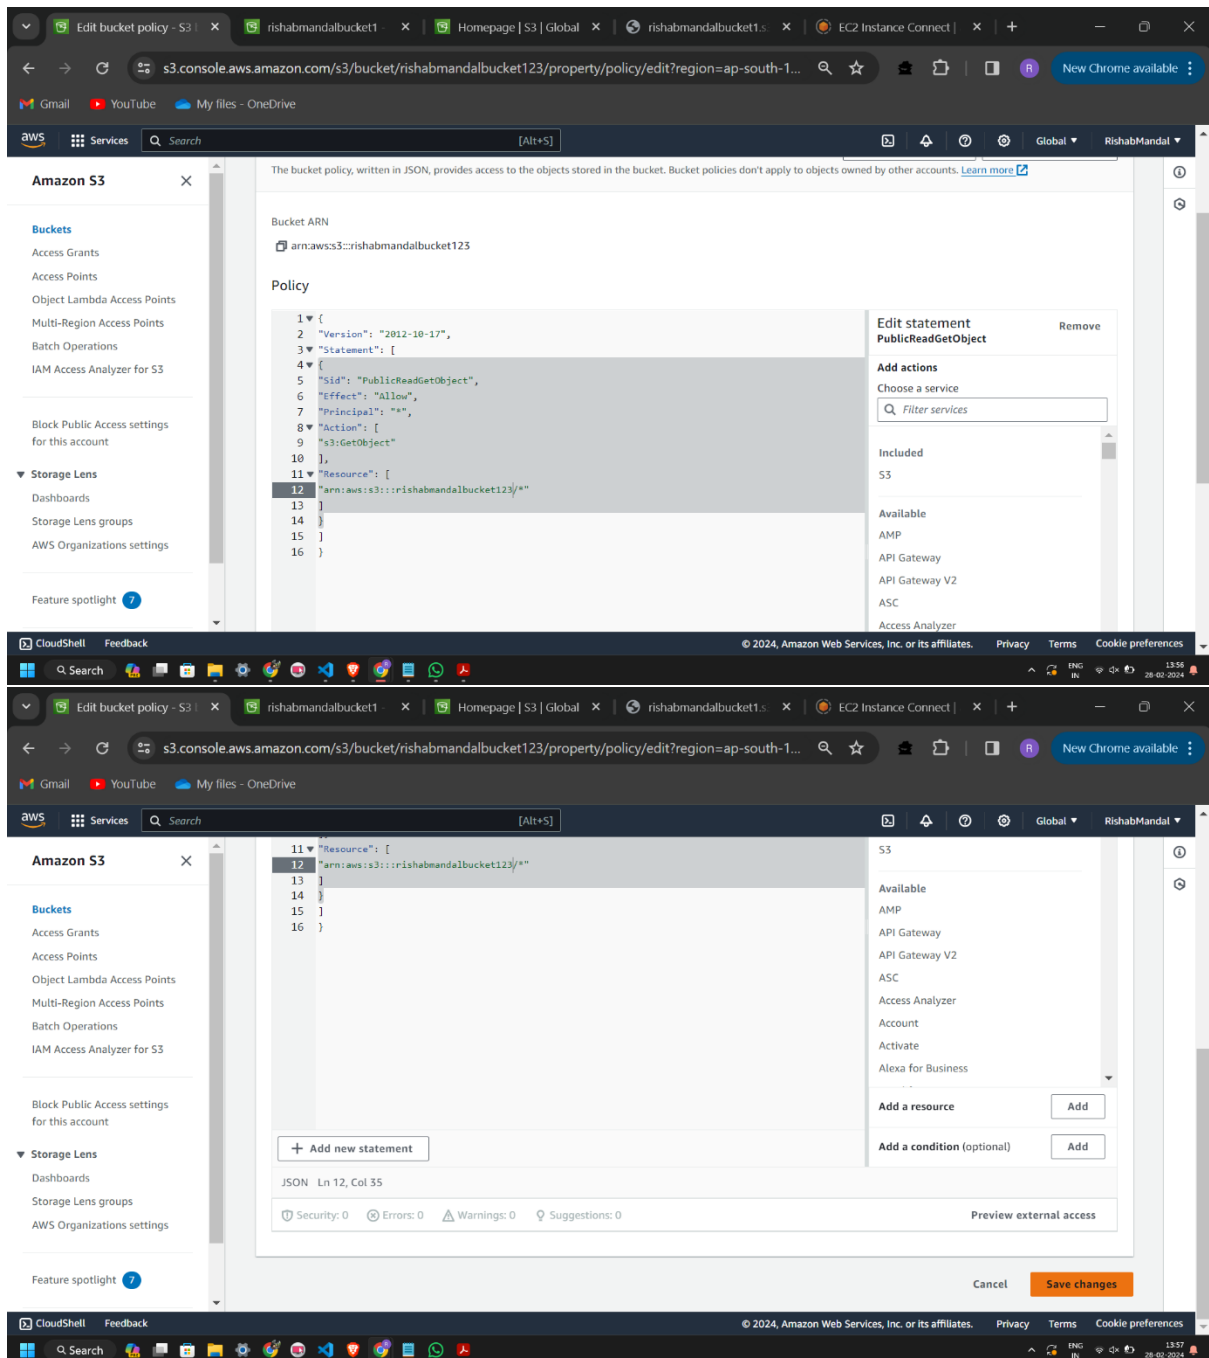 Edit bucket policy - S3
rishabmandalbucket1 -
Homepage | S3 | Global
rishabmandalbucket1.s
EC2 Instance Connect |
s3.console.aws.amazon.com/s3/bucket/rishabmandalbucket123/property/policy/edit?region=ap-south-1...
R
New Chrome available
Gmail
YouTube
My files - OneDrive
aws
Services
Search
[Alt+S]
Global
RishabMandal
Amazon S3
Buckets
Access Grants
Access Points
Object Lambda Access Points
Multi-Region Access Points
Batch Operations
IAM Access Analyzer for S3
Block Public Access settings
for this account
Storage Lens
Dashboards
Storage Lens groups
AWS Organizations settings
Feature spotlight 7
The bucket policy, written in JSON, provides access to the objects stored in the bucket. Bucket policies don't apply to objects owned by other accounts. Learn more
Bucket ARN
arn:aws:s3:::rishabmandalbucket123
Policy
1 {
2 "Version": "2012-10-17",
3 "Statement": [
4 {
5 "Sid": "PublicReadGetObject",
6 "Effect": "Allow",
7 "Principal": "*",
8 "Action": [
9 "s3:GetObject"
10 ],
11 "Resource": [
12 "arn:aws:s3:::rishabmandalbucket123/*"
13 ]
14 }
15 ]
16 }
Edit statement
Remove
PublicReadGetObject
Add actions
Choose a service
Filter services
Included
S3
Available
AMP
API Gateway
API Gateway V2
ASC
Access Analyzer
CloudShell
Feedback
© 2024, Amazon Web Services, Inc. or its affiliates.
Privacy
Terms
Cookie preferences
Search
ENG
IN
13:56
28-02-2024
Edit bucket policy - S3
rishabmandalbucket1 -
Homepage | S3 | Global
rishabmandalbucket1.s
EC2 Instance Connect |
s3.console.aws.amazon.com/s3/bucket/rishabmandalbucket123/property/policy/edit?region=ap-south-1...
R
New Chrome available
Gmail
YouTube
My files - OneDrive
aws
Services
Search
[Alt+S]
Global
RishabMandal
Amazon S3
Buckets
Access Grants
Access Points
Object Lambda Access Points
Multi-Region Access Points
Batch Operations
IAM Access Analyzer for S3
Block Public Access settings
for this account
Storage Lens
Dashboards
Storage Lens groups
AWS Organizations settings
Feature spotlight 7
11 "Resource": [
12 "arn:aws:s3:::rishabmandalbucket123/*"
13 ]
14 }
15 ]
16 }
S3
Available
AMP
API Gateway
API Gateway V2
ASC
Access Analyzer
Account
Activate
Alexa for Business
Add a resource
Add
Add a condition (optional)
Add
+ Add new statement
JSON Ln 12, Col 35
Security: 0
Errors: 0
Warnings: 0
Suggestions: 0
Preview external access
Cancel
Save changes
CloudShell
Feedback
© 2024, Amazon Web Services, Inc. or its affiliates.
Privacy
Terms
Cookie preferences
Search
ENG
IN
13:57
28-02-2024